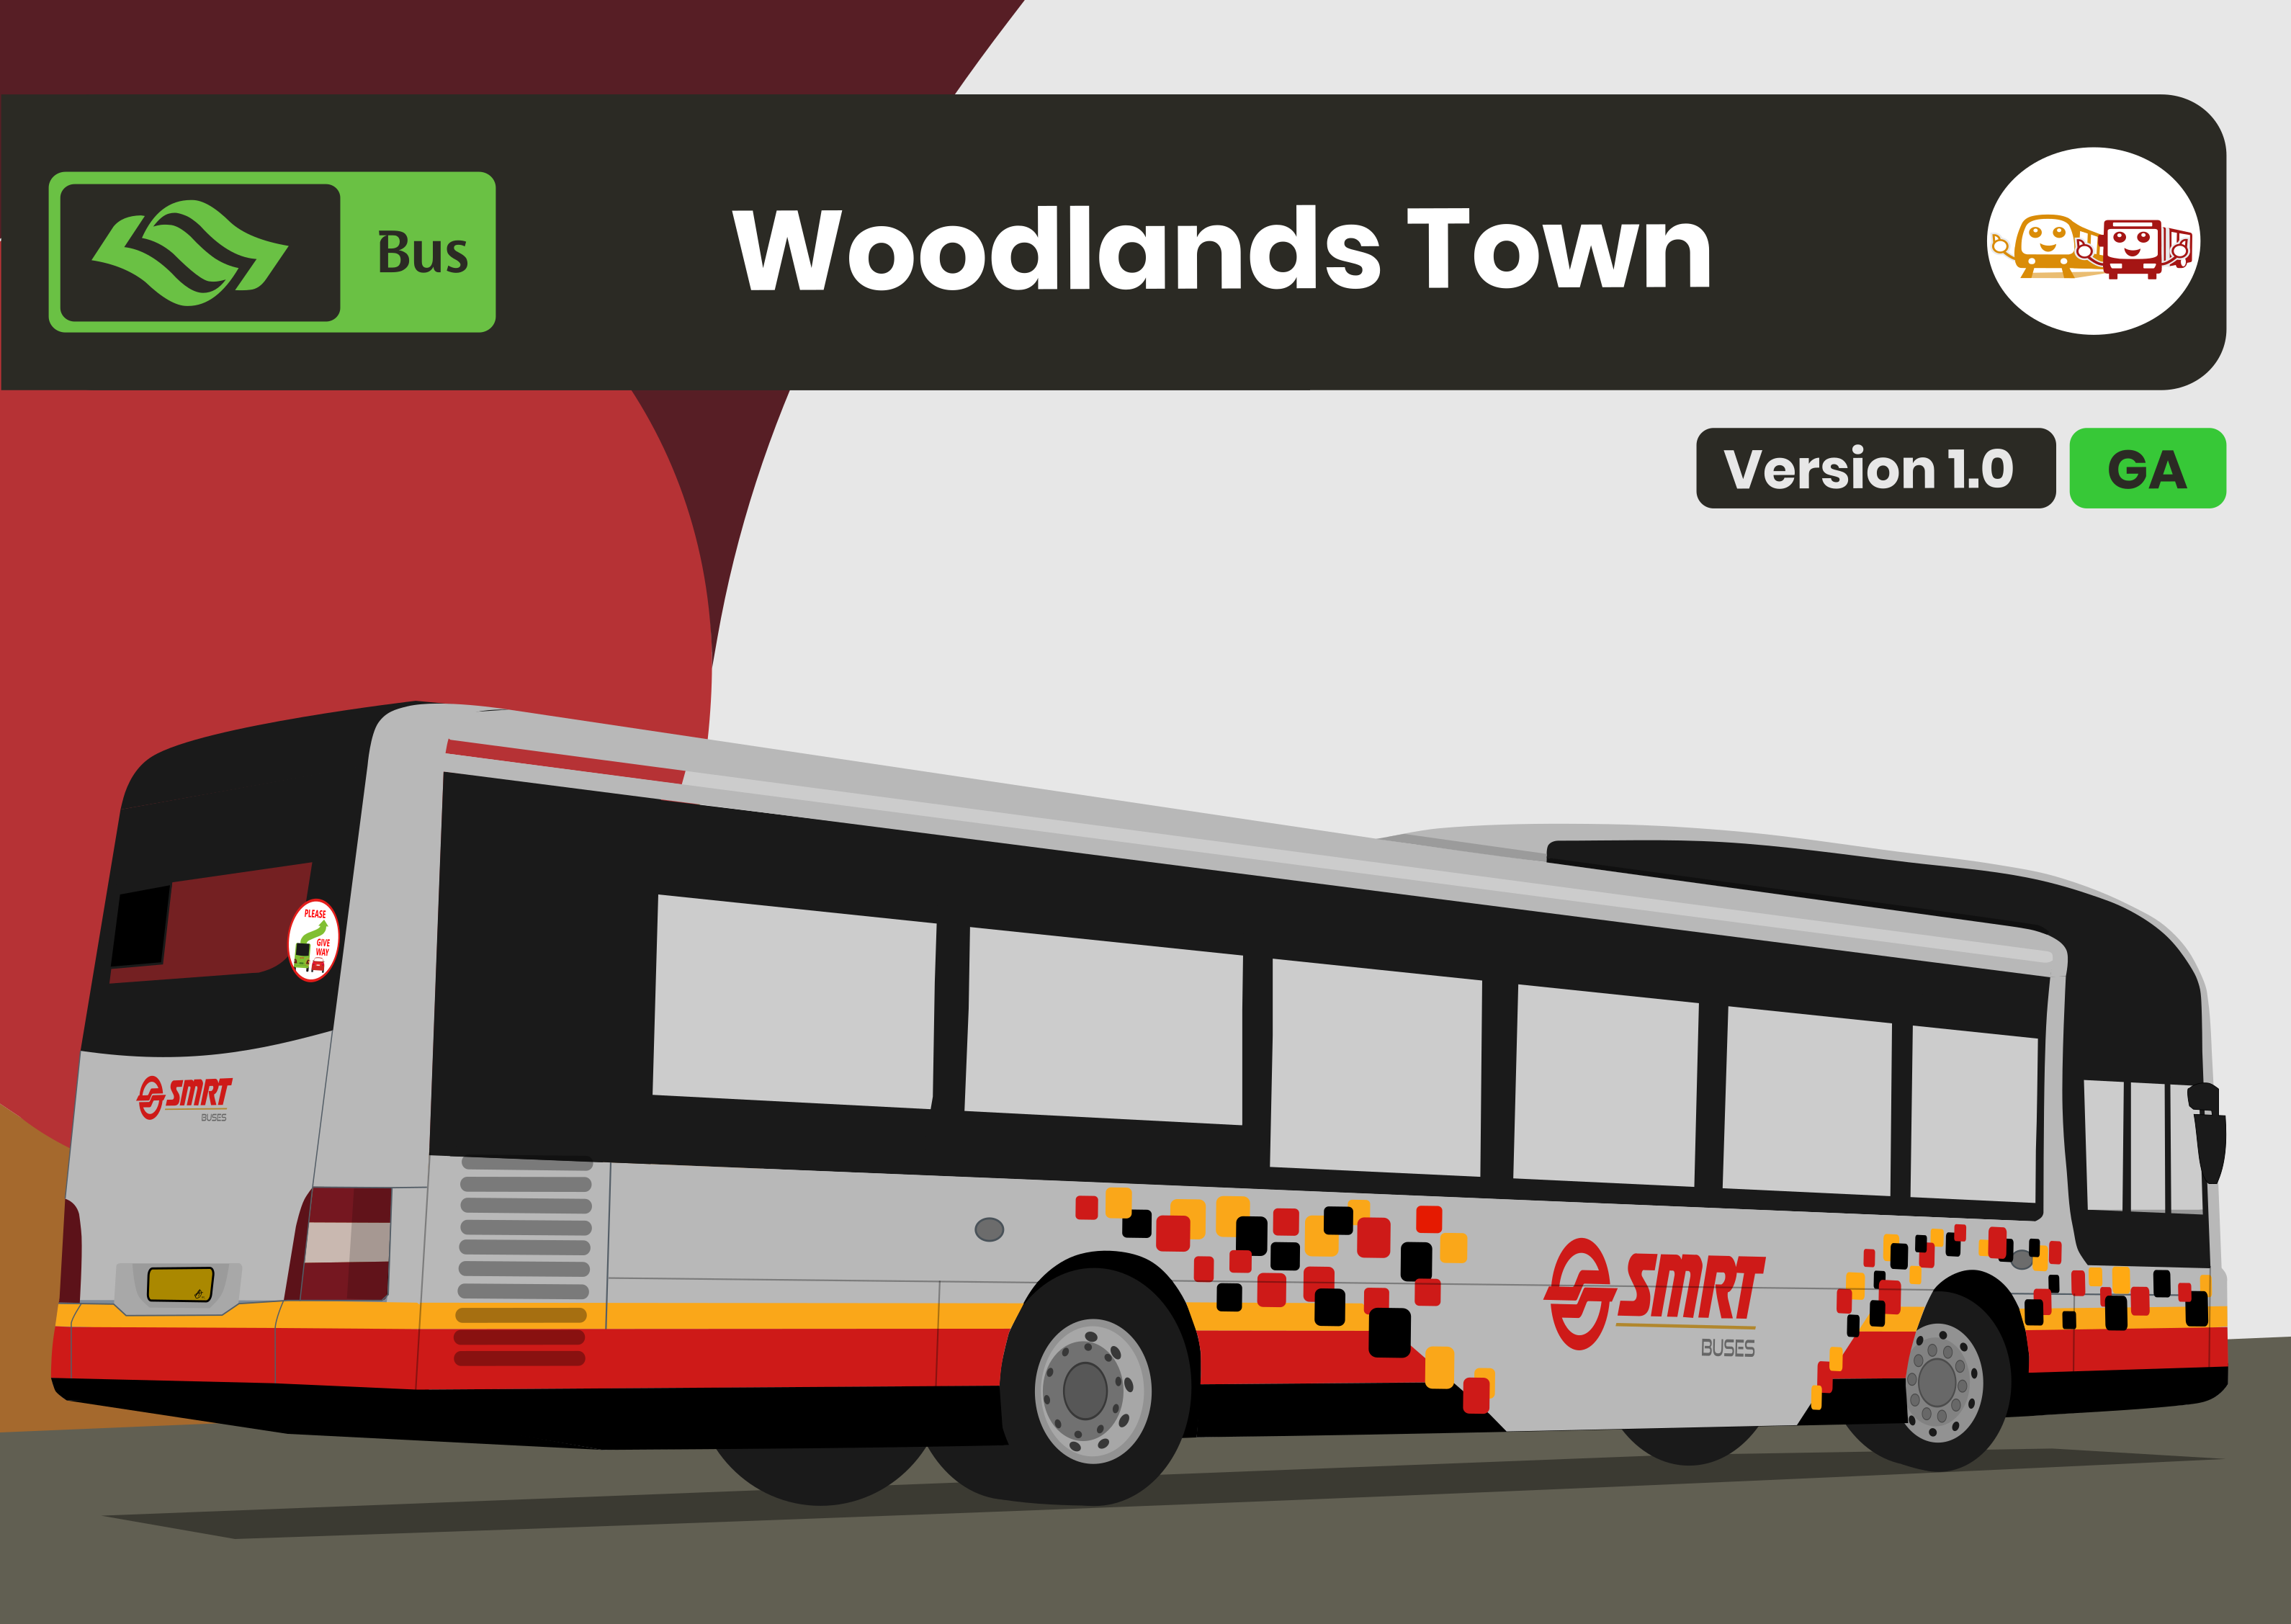 Bus
Woodlands Town
Version 1.0
GA
PLEASE
GIVE
WAY
SMRT
BUSES
SMRT
BUSES